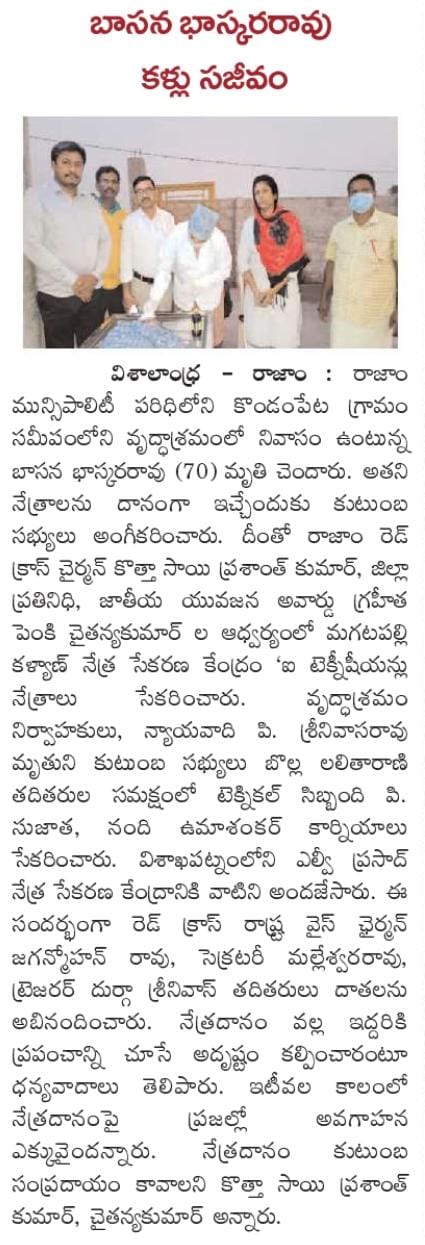 బాసన భాస్కరరావు
కళ్లు సజీవం
విశాలాంధ్ర – రాజాం : రాజాం
మున్సిపాలిటీ పరిధిలోని కొండంపేట గ్రామం
సమీపంలోని వృద్ధాశ్రమంలో నివాసం ఉంటున్న
బాసన భాస్కరరావు (70) మృతి చెందారు. అతని
నేత్రాలను దానంగా ఇచ్చేందుకు కుటుంబ
సభ్యులు అంగీకరించారు. దీంతో రాజాం రెడ్
క్రాస్ చైర్మన్ కొత్తా సాయి ప్రశాంత్ కుమార్, జిల్లా
ప్రతినిధి, జాతీయ యువజన అవార్డు గ్రహీత
పెంకి చైతన్యకుమార్ ల ఆధ్వర్యంలో మగటపల్లి
కళ్యాణ్ నేత్ర సేకరణ కేంద్రం ‘ఐ టెక్నీషీయన్లు
నేత్రాలు సేకరించారు. వృద్ధాశ్రమం
నిర్వాహకులు, న్యాయవాది పి. శ్రీనివాసరావు
మృతుని కుటుంబ సభ్యులు బొల్ల లలితారాణి
తదితరుల సమక్షంలో టెక్నికల్ సిబ్బంది పి.
సుజాత, నంది ఉమాశంకర్ కార్నియాలు
సేకరించారు. విశాఖపట్నంలోని ఎల్వీ ప్రసాద్
నేత్ర సేకరణ కేంద్రానికి వాటిని అందజేసారు. ఈ
సందర్భంగా రెడ్ క్రాస్ రాష్ట్ర వైస్ ఛైర్మన్
జగన్మోహన్ రావు, సెక్రటరీ మల్లేశ్వరరావు,
ట్రెజరర్ దుర్గా శ్రీనివాస్ తదితరులు దాతలను
అభినందించారు. నేత్రదానం వల్ల ఇద్దరికి
ప్రపంచాన్ని చూసే అదృష్టం కల్పించారంటూ
ధన్యవాదాలు తెలిపారు. ఇటీవల కాలంలో
నేత్రదానంపై ప్రజల్లో అవగాహన
ఎక్కువైందన్నారు. నేత్రదానం కుటుంబ
సంప్రదాయం కావాలని కొత్తా సాయి ప్రశాంత్
కుమార్, చైతన్యకుమార్ అన్నారు.